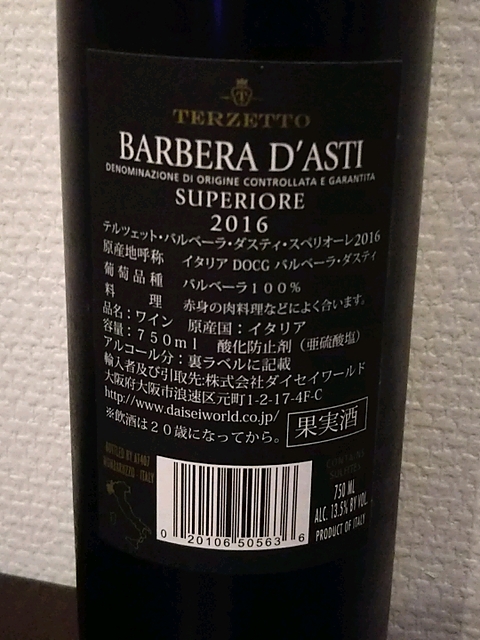 TERZETTO
BARBERA D'ASTI
DENOMINAZIONE DI ORIGINE CONTROLLATA E GARANTITA
SUPERIORE
2016
テルツェット・バルベーラ・ダスティ・スペリオーレ2016
原産地呼称 イタリア DOCG バルベーラ・ダスティ
葡萄品種 バルベーラ100%
料理 赤身の肉料理などによく合います。
品名:ワイン 原産国:イタリア
容量:750ml 酸化防止剤(亜硫酸塩)
アルコール分:裏ラベルに記載
輸入者及び引取先:株式会社ダイセイワールド
大阪府大阪市浪速区元町1-2-17-4F-C
http://www.daiseiworld.co.jp/
※飲酒は20歳になってから。 果実酒
BOTTLED BY AT407
MOMBARUZZO - ITALY
CONTAINS
SULFITES
750 ML
ALC. 13.5% BY VOL.
PRODUCT OF ITALY
0 20106 50563 6